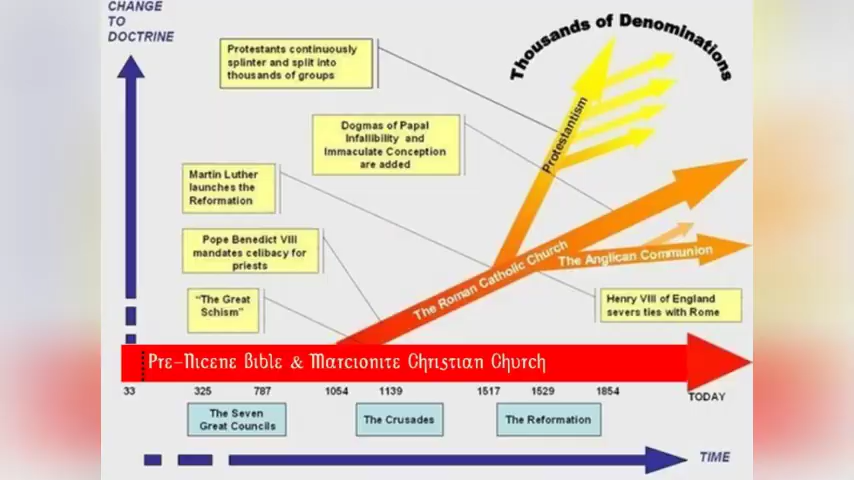 CHANGE
TO
DOCTRINE
Thousands of Denominations
Protestants continuously
splinter and split into
thousands of groups
Dogmas of Papal
Infallibility and
Immaculate Conception
are added
Protestantism
Martin Luther
launches the
Reformation
Pope Benedict VIII
mandates celibacy for
priests
The Roman Catholic Church
The Anglican Communion
"The Great
Schism"
Henry VIII of England
severs ties with Rome
Pre-Nicene Bible & Marcionite Christian Church
33 325 787 1054 1139 1517 1529 1854 TODAY
The Seven
Great Councils
The Crusades
The Reformation
TIME